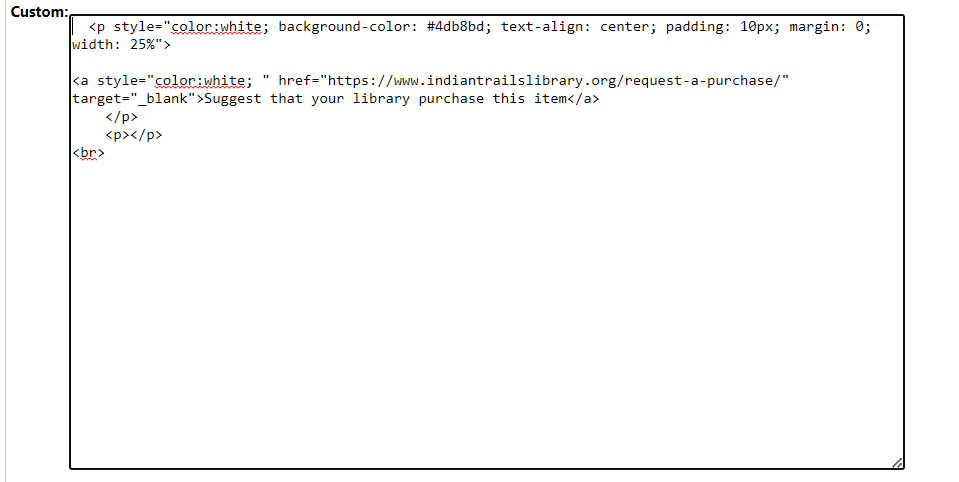 Custom:
<p style="color:white; background-color: #4db8bd; text-align: center; padding: 10px; margin: 0;
width: 25%">
<a style="color:white; " href="https://www.indiantrailslibrary.org/request-a-purchase/"
target="_blank">Suggest that your library purchase this item</a>
</p>
<p></p>
<br>